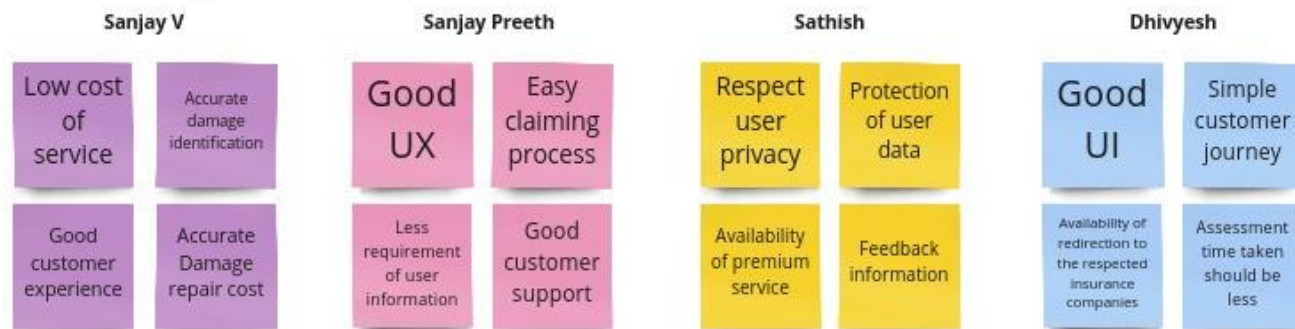 Sanjay V
Sanjay Preeth
Sathish
Dhivyesh
Low cost
of
service
Accurate
damage
identification
Good
UX
Easy
claiming
process
Respect
user
privacy
Protection
of user
data
Good
UI
Simple
customer
journey
Good
customer
experience
Accurate
Damage
repair cost
Less
requirement
of user
information
Good
customer
support
Availability
of premium
service
Feedback
information
Availability of
redirection to
the respected
insurance
companies
Assessment
time taken
should be
less